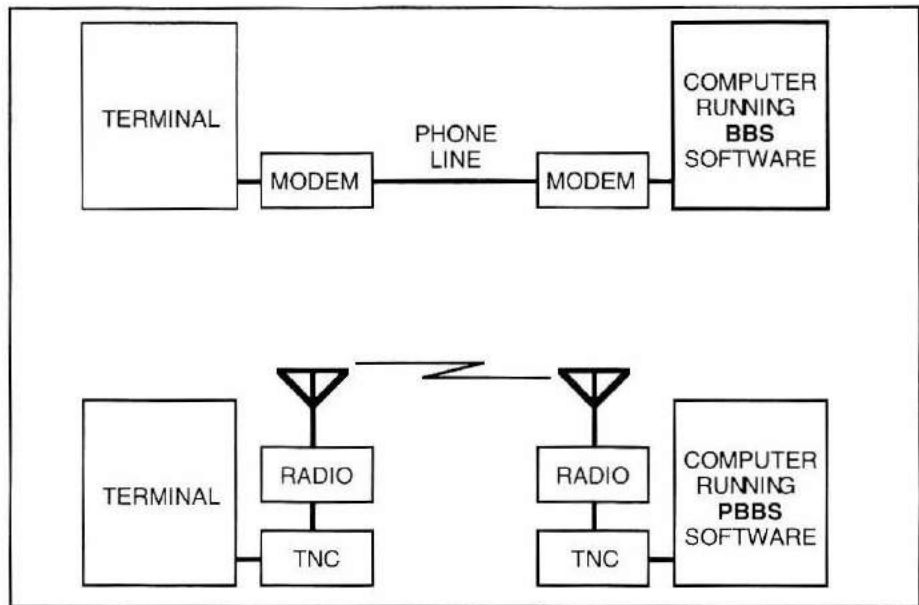 TERMINAL
MODEM
PHONE
LINE
MODEM
COMPUTER
RUNNING
BBS
SOFTWARE
TERMINAL
RADIO
TNC
RADIO
TNC
COMPUTER
RUNNING
PBBS
SOFTWARE